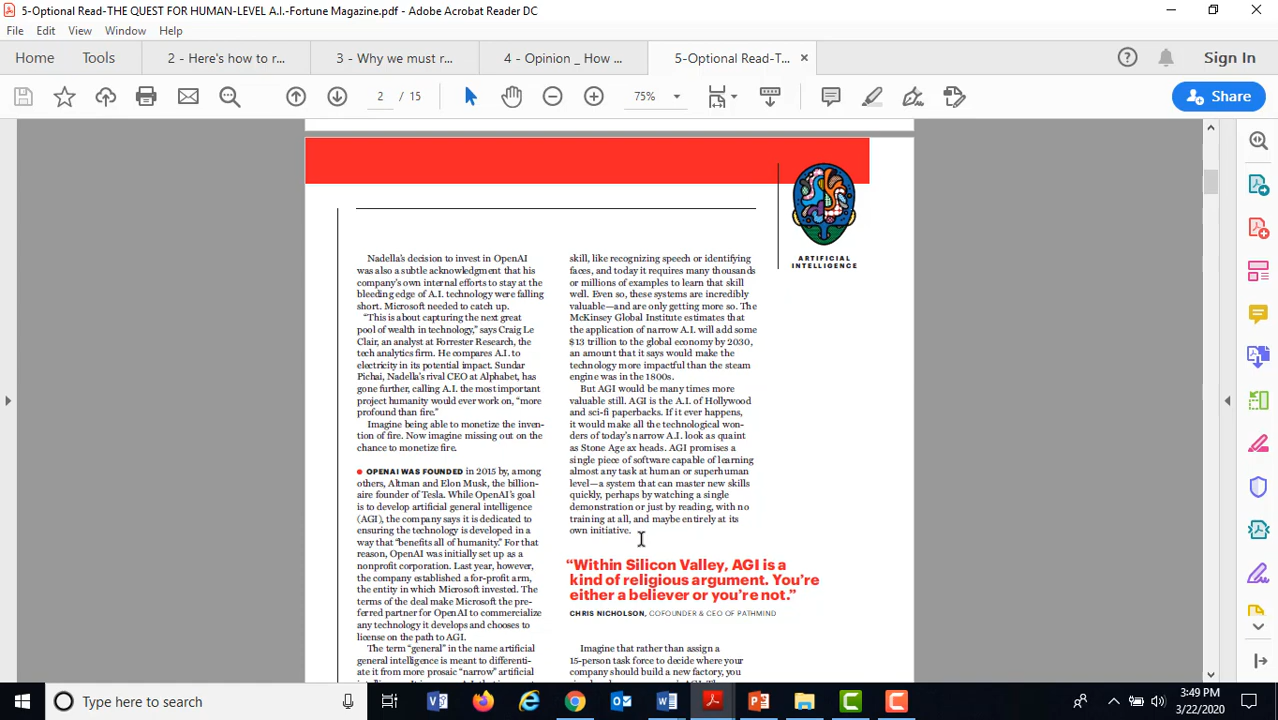 5-Optional Read-THE QUEST FOR HUMAN-LEVEL A.I.-Fortune Magazine.pdf - Adobe Acrobat Reader DC
File Edit View Window Help
Home Tools 2 - Here's how to r... 3 - Why we must r... 4 - Opinion _ How ... 5-Optional Read-T... Sign In
2 / 15 75% Share
ARTIFICIAL
INTELLIGENCE
Nadella's decision to invest in OpenAI
was also a subtle acknowledgment that his
company's own internal efforts to stay at the
bleeding edge of A.I. technology were falling
short. Microsoft needed to catch up.
"This is about capturing the next great
pool of wealth in technology," says Craig Le
Clair, an analyst at Forrester Research, the
tech analytics firm. He compares A.I. to
electricity in its potential impact. Sundar
Pichai, Nadella's rival CEO at Alphabet, has
gone further, calling A.I. the most important
project humanity would ever work on, "more
profound than fire."
Imagine being able to monetize the inven-
tion of fire. Now imagine missing out on the
chance to monetize fire.
OPENAI WAS FOUNDED in 2015 by, among
others, Altman and Elon Musk, the billion-
aire founder of Tesla. While OpenAI's goal
is to develop artificial general intelligence
(AGI), the company says it is dedicated to
ensuring the technology is developed in a
way that "benefits all of humanity." For that
reason, OpenAI was initially set up as a
nonprofit corporation. Last year, however,
the company established a for-profit arm,
the entity in which Microsoft invested. The
terms of the deal make Microsoft the pre-
ferred partner for OpenAI to commercialize
any technology it develops and chooses to
license on the path to AGI.
The term "general" in the name artificial
general intelligence is meant to differenti-
ate it from more prosaic "narrow" artificial
skill, like recognizing speech or identifying
faces, and today it requires many thousands
or millions of examples to learn that skill
well. Even so, these systems are incredibly
valuable—and are only getting more so. The
McKinsey Global Institute estimates that
the application of narrow A.I. will add some
$13 trillion to the global economy by 2030,
an amount that it says would make the
technology more impactful than the steam
engine was in the 1800s.
But AGI would be many times more
valuable still. AGI is the A.I. of Hollywood
and sci-fi paperbacks. If it ever happens,
it would make all the technological won-
ders of today's narrow A.I. look as quaint
as Stone Age ax heads. AGI promises a
single piece of software capable of learning
almost any task at human or superhuman
level—a system that can master new skills
quickly, perhaps by watching a single
demonstration or just by reading, with no
training at all, and maybe entirely at its
own initiative.
"Within Silicon Valley, AGI is a
kind of religious argument. You're
either a believer or you're not."
CHRIS NICHOLSON, COFOUNDER & CEO OF PATHMIND
Imagine that rather than assign a
15-person task force to decide where your
company should build a new factory, you
Type here to search
3:49 PM
3/22/2020